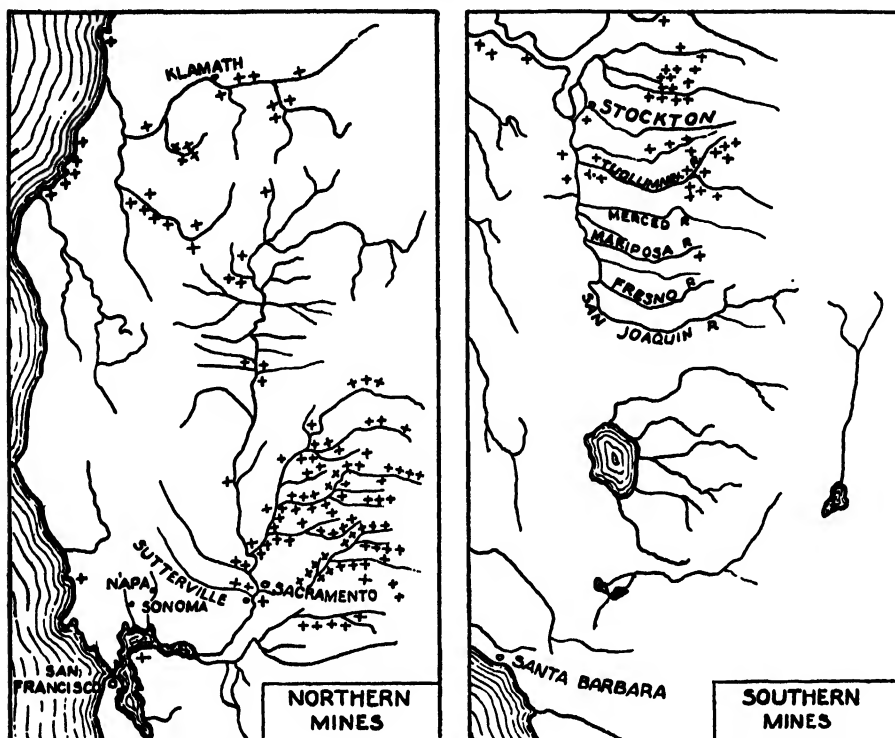 KLAMATH
NAPA
SONOMA
SUTTERVILLE
SACRAMENTO
SAN
FRANCISCO
NORTHERN
MINES
STOCKTON
TUOLUMNE R
MERCED R
MARIPOSA R
FRESNO R
SAN JOAQUIN R
SANTA BARBARA
SOUTHERN
MINES